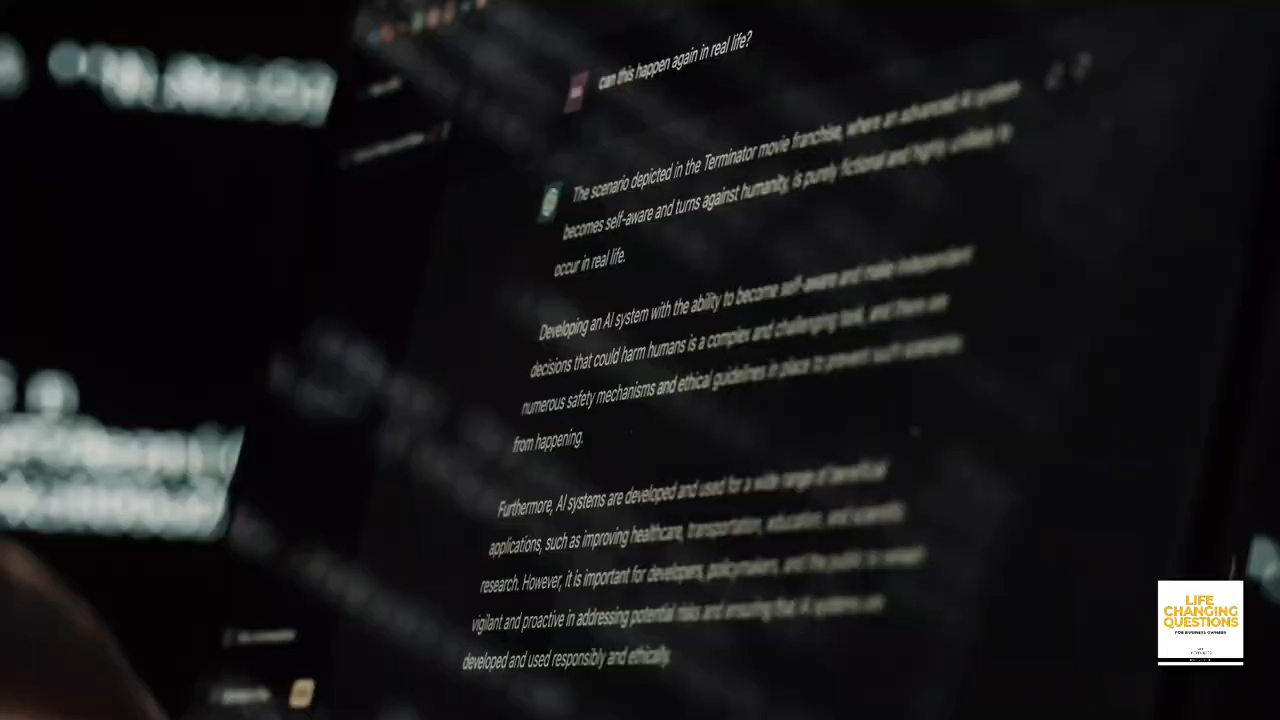 can this happen again in real life?
The scenario depicted in the Terminator movie franchise, where an advanced AI system
becomes self-aware and turns against humanity, is purely fictional and highly unlikely to
occur in real life.
Developing an AI system with the ability to become self-aware and make independent
decisions that could harm humans is a complex and challenging task, and there are
numerous safety mechanisms and ethical guidelines in place to prevent such scenarios
from happening.
Furthermore, AI systems are developed and used for a wide range of beneficial
applications, such as improving healthcare, transportation, education, and scientific
research. However, it is important for developers, policymakers, and the public to remain
vigilant and proactive in addressing potential risks and ensuring that AI systems are
developed and used responsibly and ethically.
LIFE
CHANGING
QUESTIONS
FOR BUSINESS OWNERS